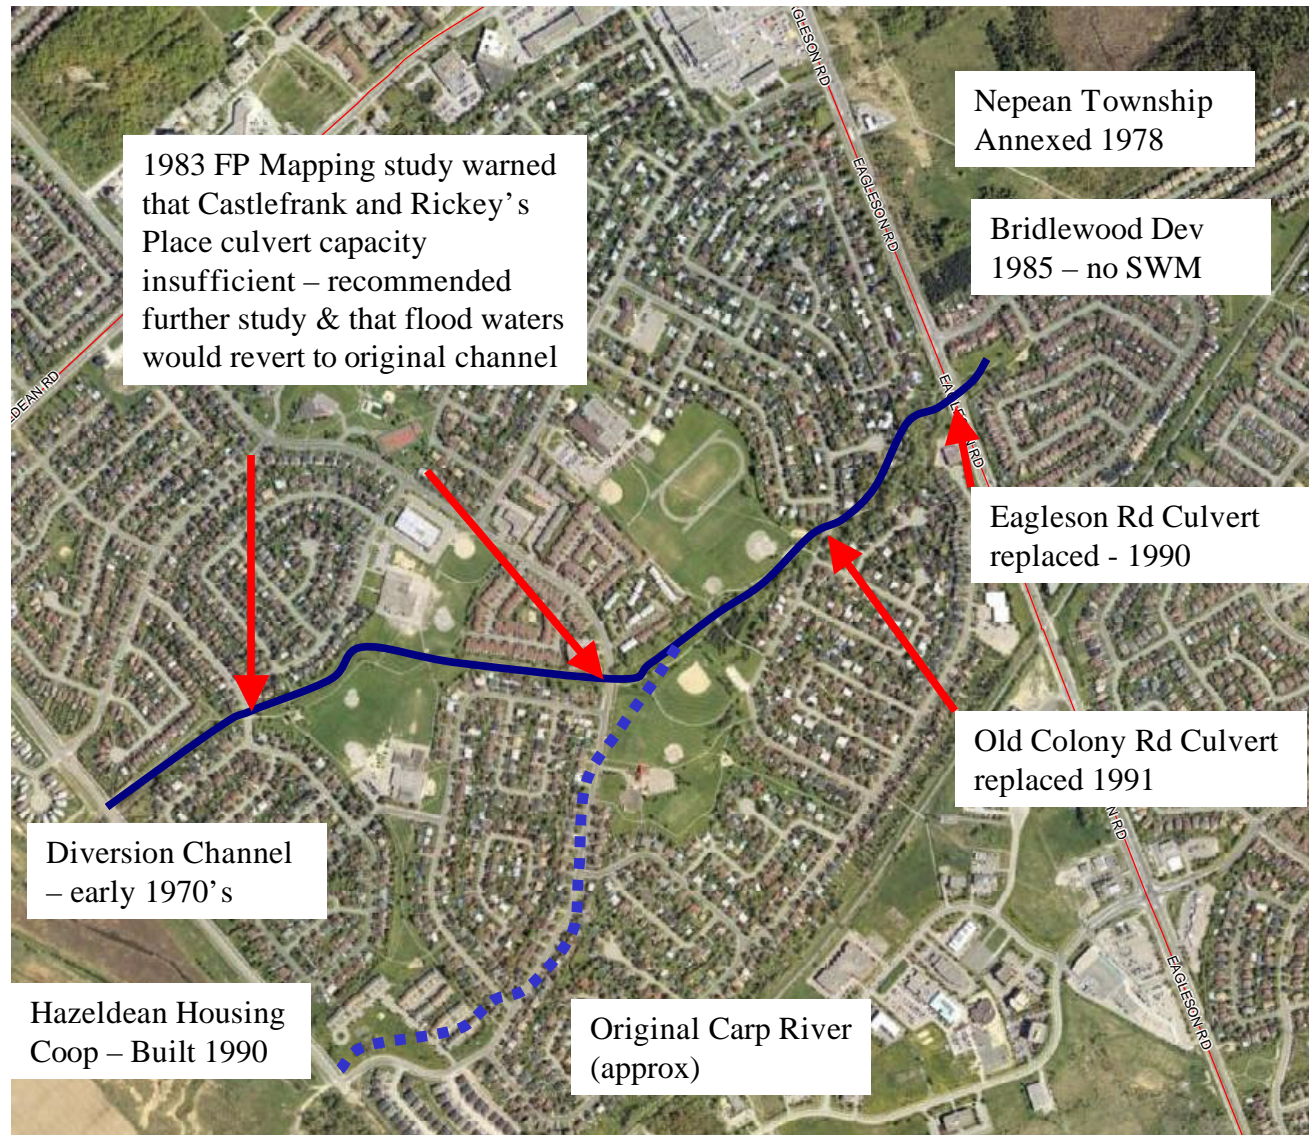 EAGLESON RD
Nepean Township
Annexed 1978
1983 FP Mapping study warned
that Castlefrank and Rickey's
Place culvert capacity
insufficient – recommended
further study & that flood waters
would revert to original channel
EAGLESON RD
Bridlewood Dev
1985 – no SWM
EAGLESON RD
Eagleson Rd Culvert
replaced - 1990
Old Colony Rd Culvert
replaced 1991
Diversion Channel
– early 1970's
Hazeldean Housing
Coop – Built 1990
Original Carp River
(approx)
EAGLESON RD